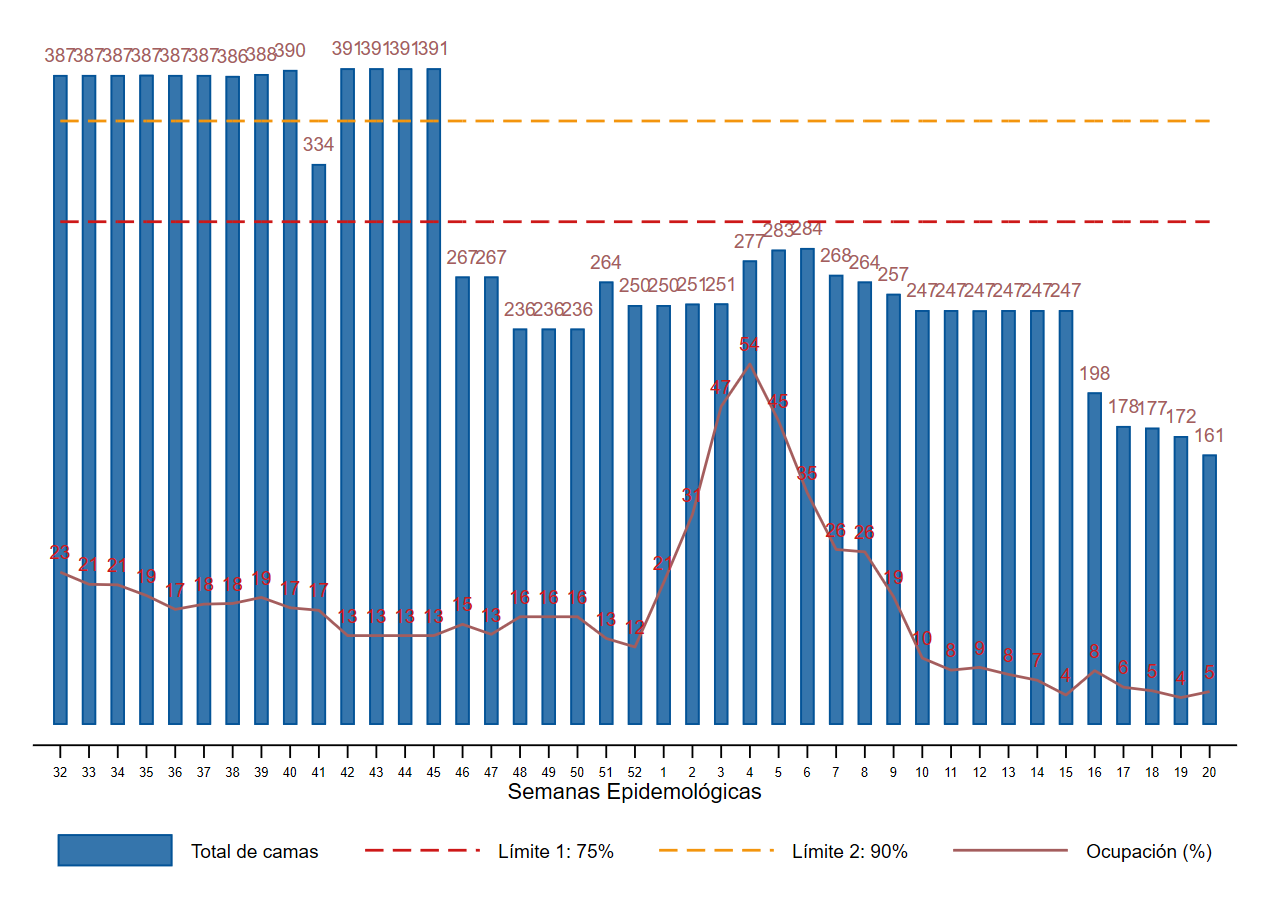 387 387 387 387 387 387 386 388 390 334 391 391 391 391 267 267 236 236 236 264 250 250 251 251 277 283 284 268 264 257 247 247 247 247 247 247 198 178 177 172 161
23 21 21 19 17 18 18 19 17 17 13 13 13 13 15 13 16 16 16 13 12 21 31 47 54 45 35 26 26 19 10 8 9 8 7 4 8 6 5 4 5
32 33 34 35 36 37 38 39 40 41 42 43 44 45 46 47 48 49 50 51 52 1 2 3 4 5 6 7 8 9 10 11 12 13 14 15 16 17 18 19 20
Semanas Epidemológicas
Total de camas Límite 1: 75% Límite 2: 90% Ocupación (%)